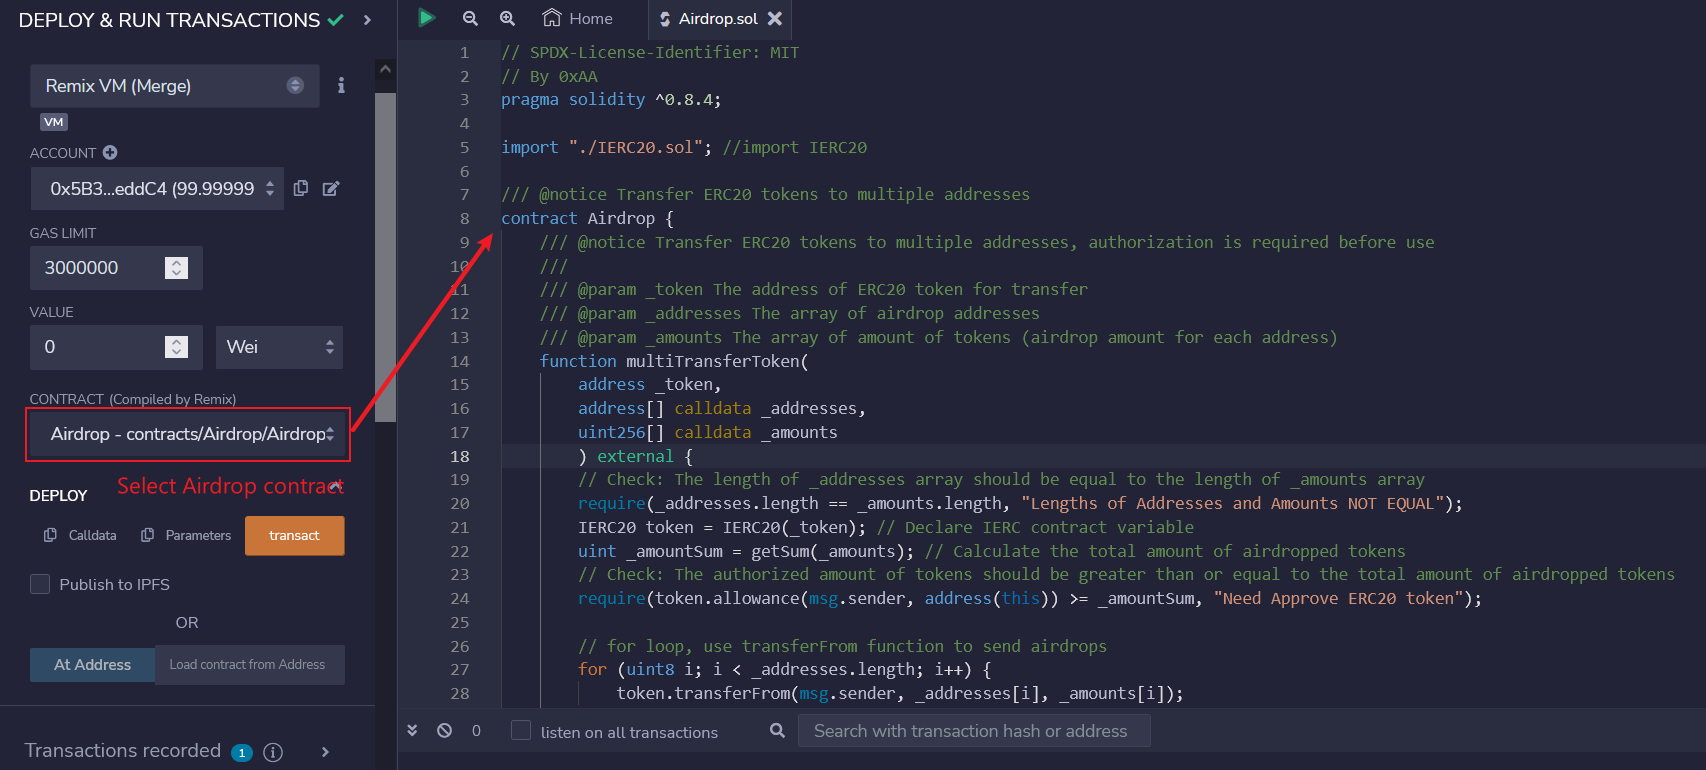 DEPLOY & RUN TRANSACTIONS
Remix VM (Merge)
VM
ACCOUNT
0x5B3...eddC4 (99.99999
GAS LIMIT
3000000
VALUE
0
Wei
CONTRACT (Compiled by Remix)
Airdrop - contracts/Airdrop/Airdrop
Select Airdrop contract
DEPLOY
Calldata
Parameters
transact
Publish to IPFS
OR
At Address
Load contract from Address
Transactions recorded 1
Home
Airdrop.sol
1 // SPDX-License-Identifier: MIT
2 // By 0xAA
3 pragma solidity ^0.8.4;
4
5 import "./IERC20.sol"; //import IERC20
6
7 /// @notice Transfer ERC20 tokens to multiple addresses
8 contract Airdrop {
9 /// @notice Transfer ERC20 tokens to multiple addresses, authorization is required before use
10 ///
11 /// @param _token The address of ERC20 token for transfer
12 /// @param _addresses The array of airdrop addresses
13 /// @param _amounts The array of amount of tokens (airdrop amount for each address)
14 function multiTransferToken(
15 address _token,
16 address[] calldata _addresses,
17 uint256[] calldata _amounts
18 ) external {
19 // Check: The length of _addresses array should be equal to the length of _amounts array
20 require(_addresses.length == _amounts.length, "Lengths of Addresses and Amounts NOT EQUAL");
21 IERC20 token = IERC20(_token); // Declare IERC contract variable
22 uint _amountSum = getSum(_amounts); // Calculate the total amount of airdropped tokens
23 // Check: The authorized amount of tokens should be greater than or equal to the total amount of airdropped tokens
24 require(token.allowance(msg.sender, address(this)) >= _amountSum, "Need Approve ERC20 token");
25
26 // for loop, use transferFrom function to send airdrops
27 for (uint8 i; i < _addresses.length; i++) {
28 token.transferFrom(msg.sender, _addresses[i], _amounts[i]);
0
listen on all transactions
Search with transaction hash or address